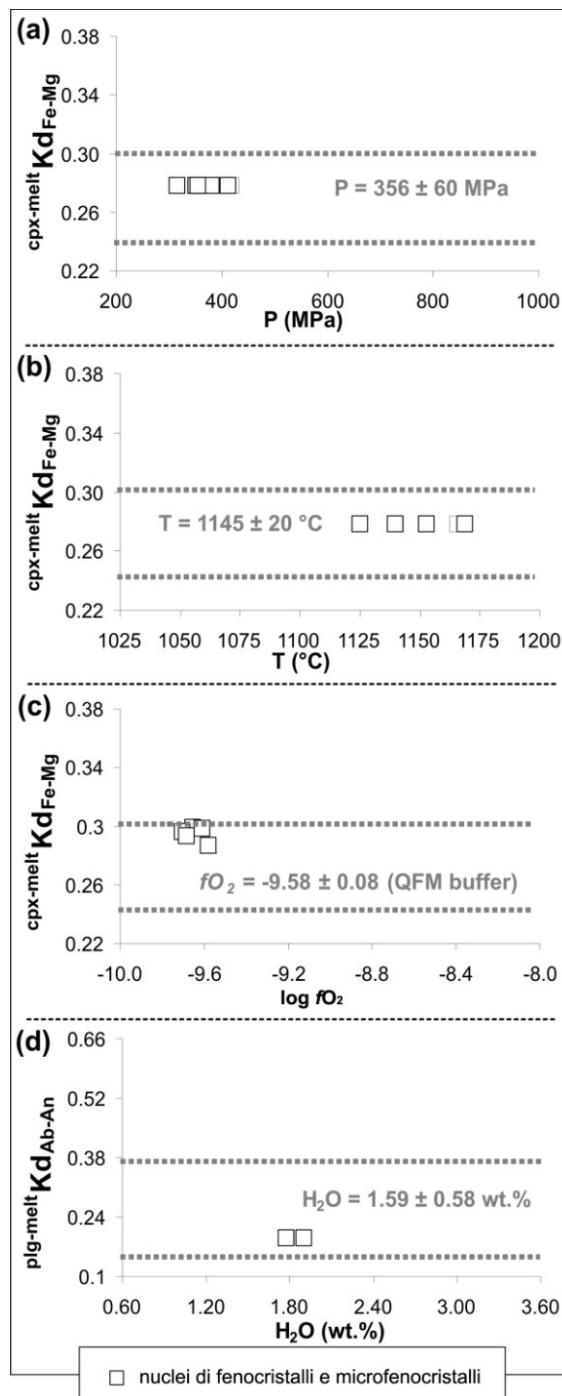 (a)
cpx-melt Kd Fe-Mg
0.38
0.34
0.30
0.26
0.22
P = 356 ± 60 MPa
200 400 600 800 1000
P (MPa)
(b)
cpx-melt Kd Fe-Mg
0.38
0.34
0.30
0.26
0.22
T = 1145 ± 20 °C
1025 1050 1075 1100 1125 1150 1175 1200
T (°C)
(c)
cpx-melt Kd Fe-Mg
0.38
0.34
0.3
0.26
0.22
fO₂ = -9.58 ± 0.08 (QFM buffer)
-10.0 -9.6 -9.2 -8.8 -8.4 -8.0
log fO₂
(d)
plg-melt Kd Ab-An
0.66
0.52
0.38
0.24
0.1
H₂O = 1.59 ± 0.58 wt.%
0.60 1.20 1.80 2.40 3.00 3.60
H₂O (wt.%)
nuclei di fenocristalli e microfenocristalli